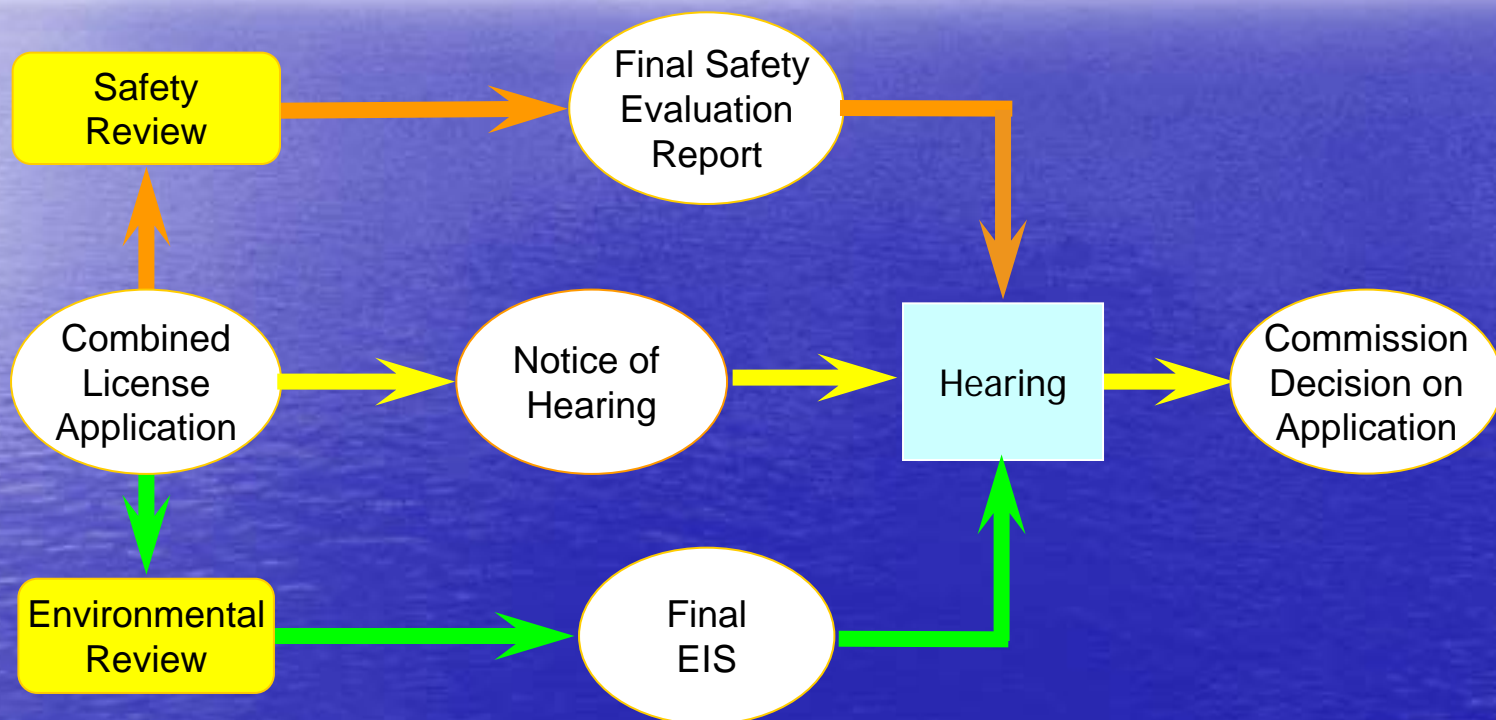 Safety
Review
Final Safety
Evaluation
Report
Combined
License
Application
Notice of
Hearing
Hearing
Commission
Decision on
Application
Environmental
Review
Final
EIS